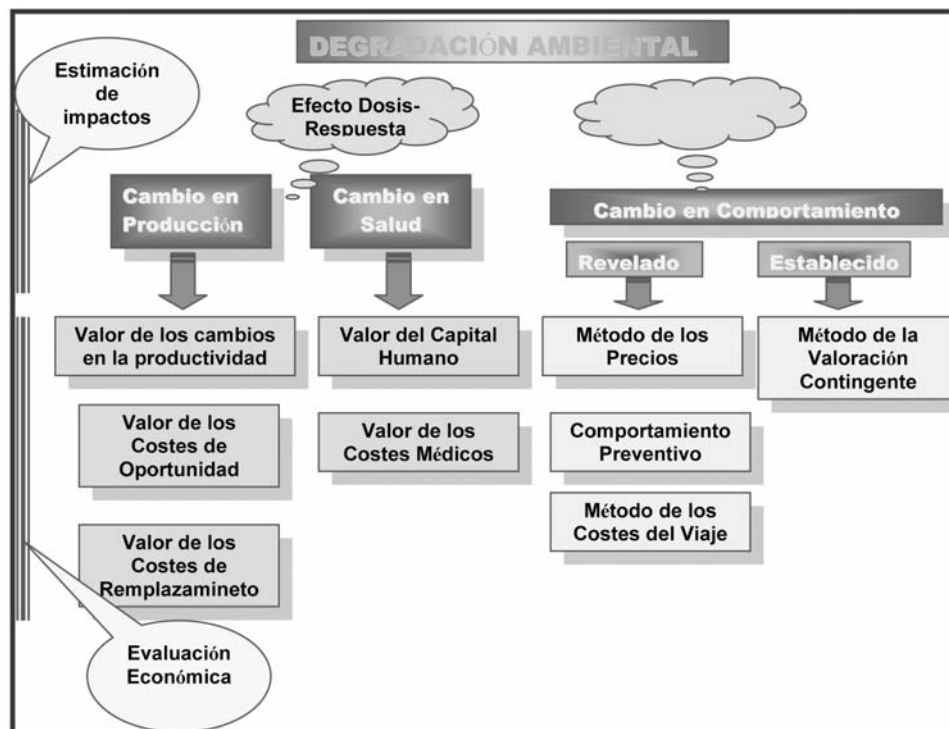 DEGRADACIÓN AMBIENTAL
Estimación
de
impactos
Efecto Dosis-
Respuesta
Cambio en
Producción
Cambio en
Salud
Cambio en Comportamiento
Revelado
Establecido
Valor de los cambios
en la productividad
Valor del Capital
Humano
Método de los
Precios
Método de la
Valoración
Contingente
Valor de los
Costes de
Oportunidad
Valor de los
Costes Médicos
Comportamiento
Preventivo
Método de los
Costes del Viaje
Valor de los
Costes de
Remplazamineto
Evaluación
Económica